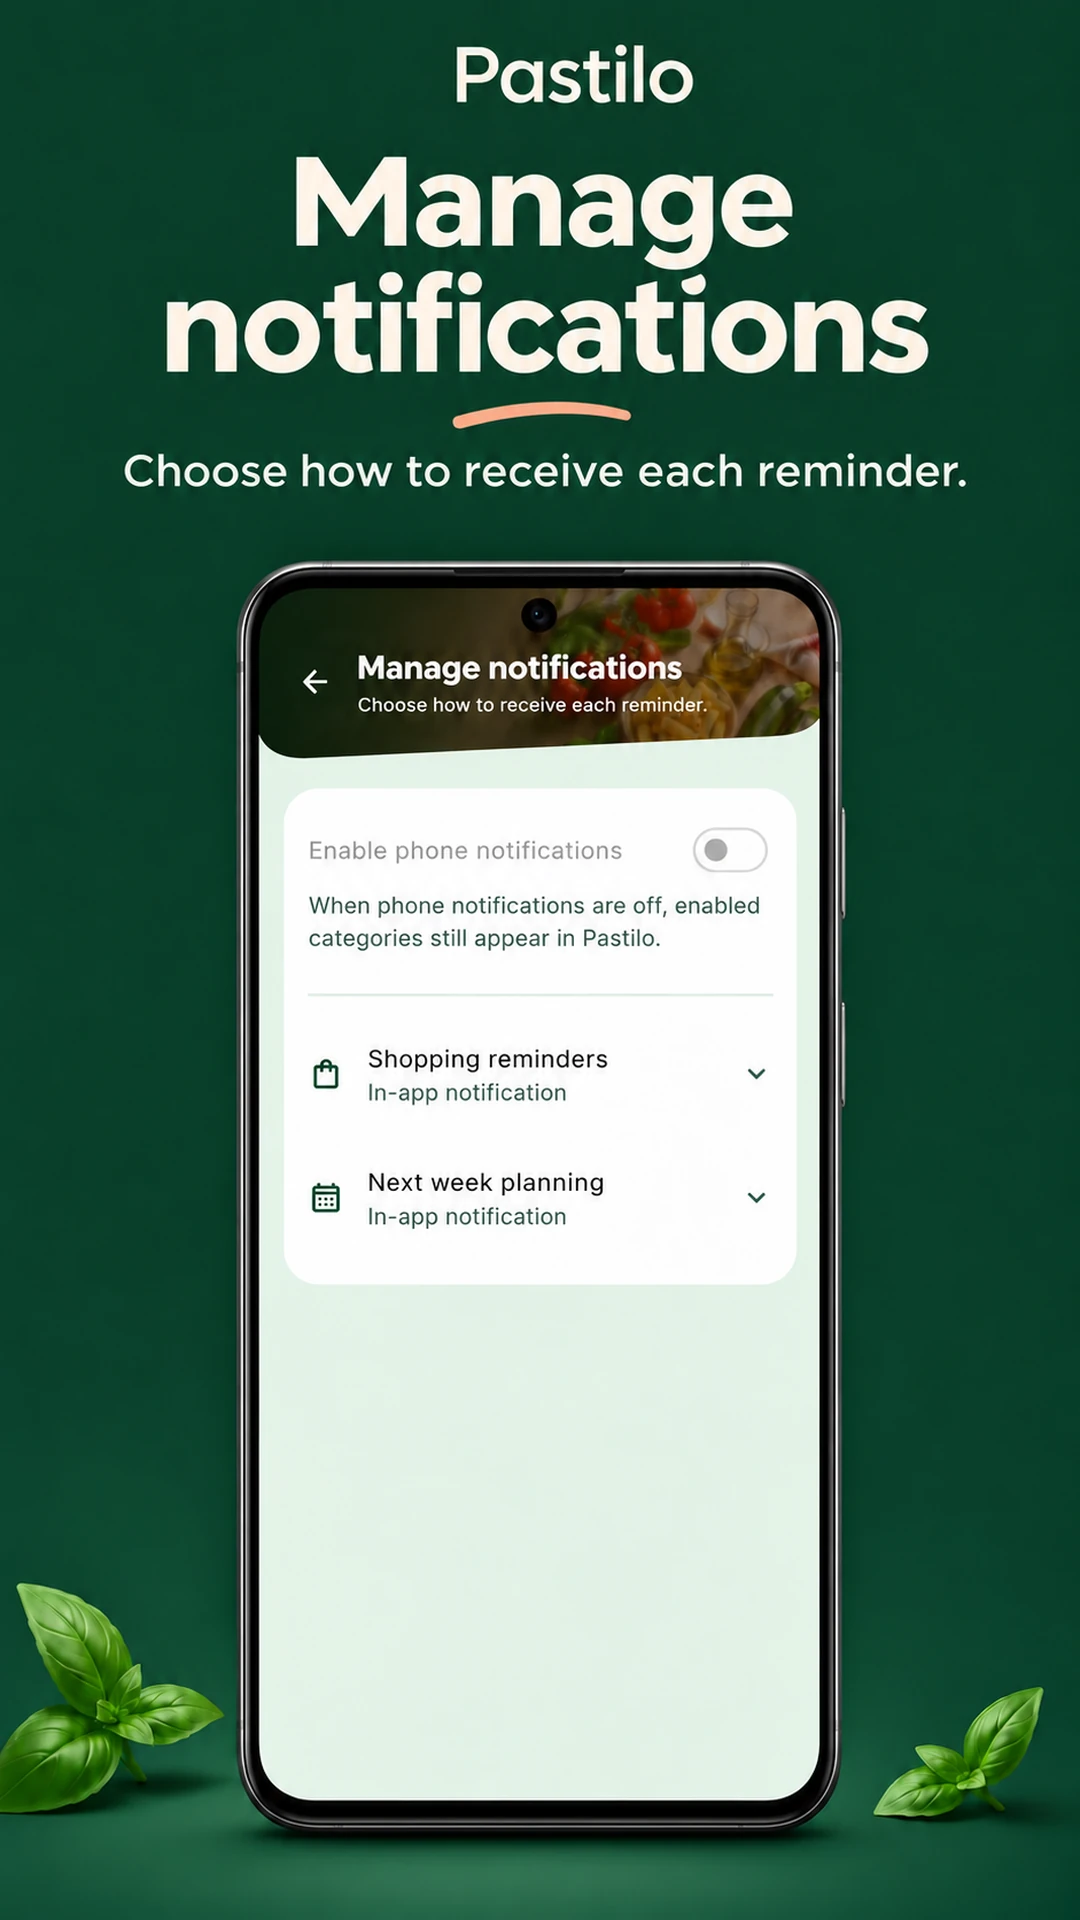 Pastilo
Manage
notifications
Choose how to receive each reminder.
Manage notifications
Choose how to receive each reminder.
Enable phone notifications
When phone notifications are off, enabled
categories still appear in Pastilo.
Shopping reminders
In-app notification
Next week planning
In-app notification